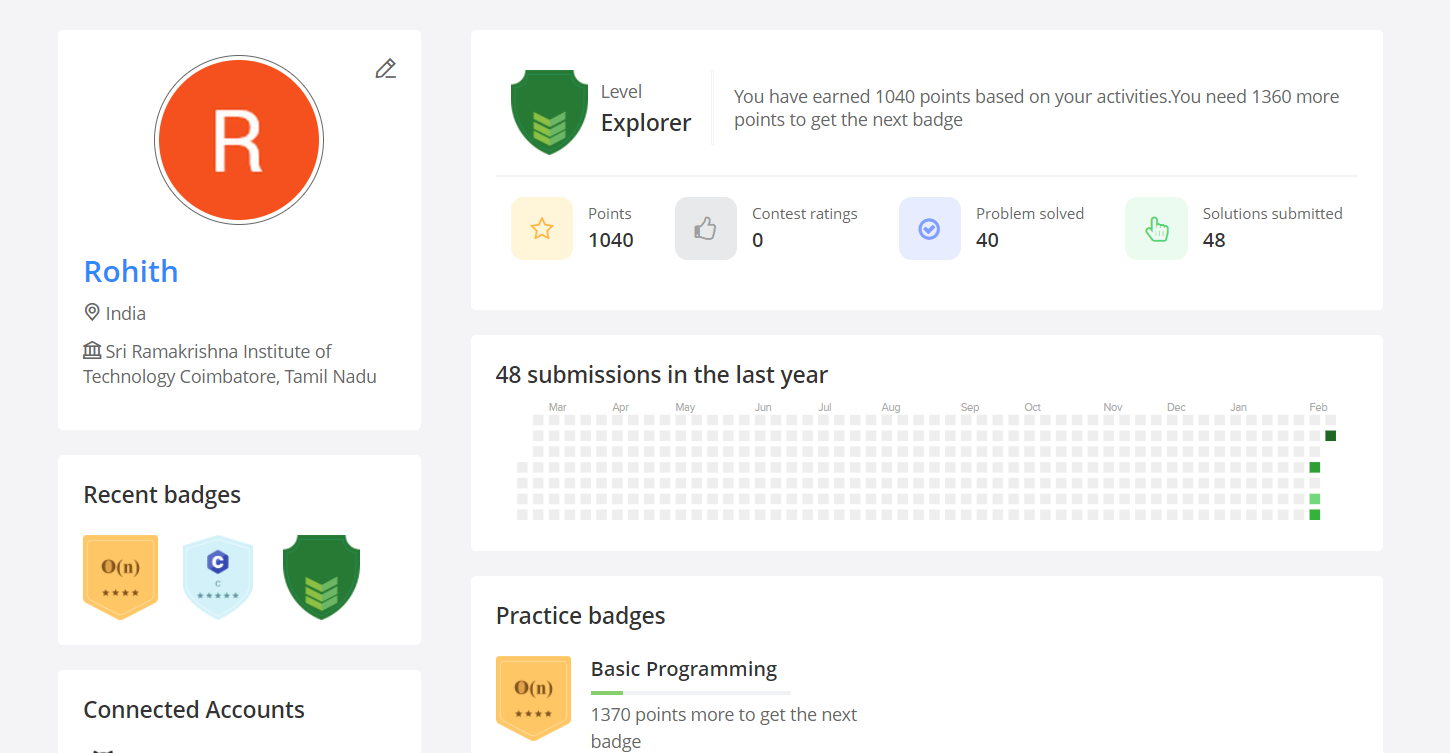 R
Rohith
India
Sri Ramakrishna Institute of
Technology Coimbatore, Tamil Nadu
Recent badges
O(n)
C
C
Connected Accounts
Level
Explorer
You have earned 1040 points based on your activities.You need 1360 more
points to get the next badge
Points
1040
Contest ratings
0
Problem solved
40
Solutions submitted
48
48 submissions in the last year
Mar Apr May Jun Jul Aug Sep Oct Nov Dec Jan Feb
Practice badges
O(n)
Basic Programming
1370 points more to get the next
badge